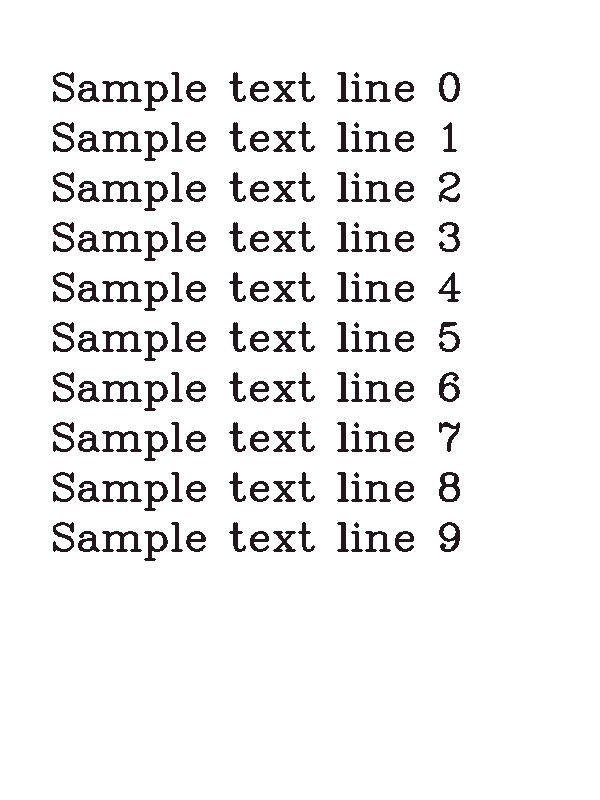 Sample text line 0
Sample text line 1
Sample text line 2
Sample text line 3
Sample text line 4
Sample text line 5
Sample text line 6
Sample text line 7
Sample text line 8
Sample text line 9